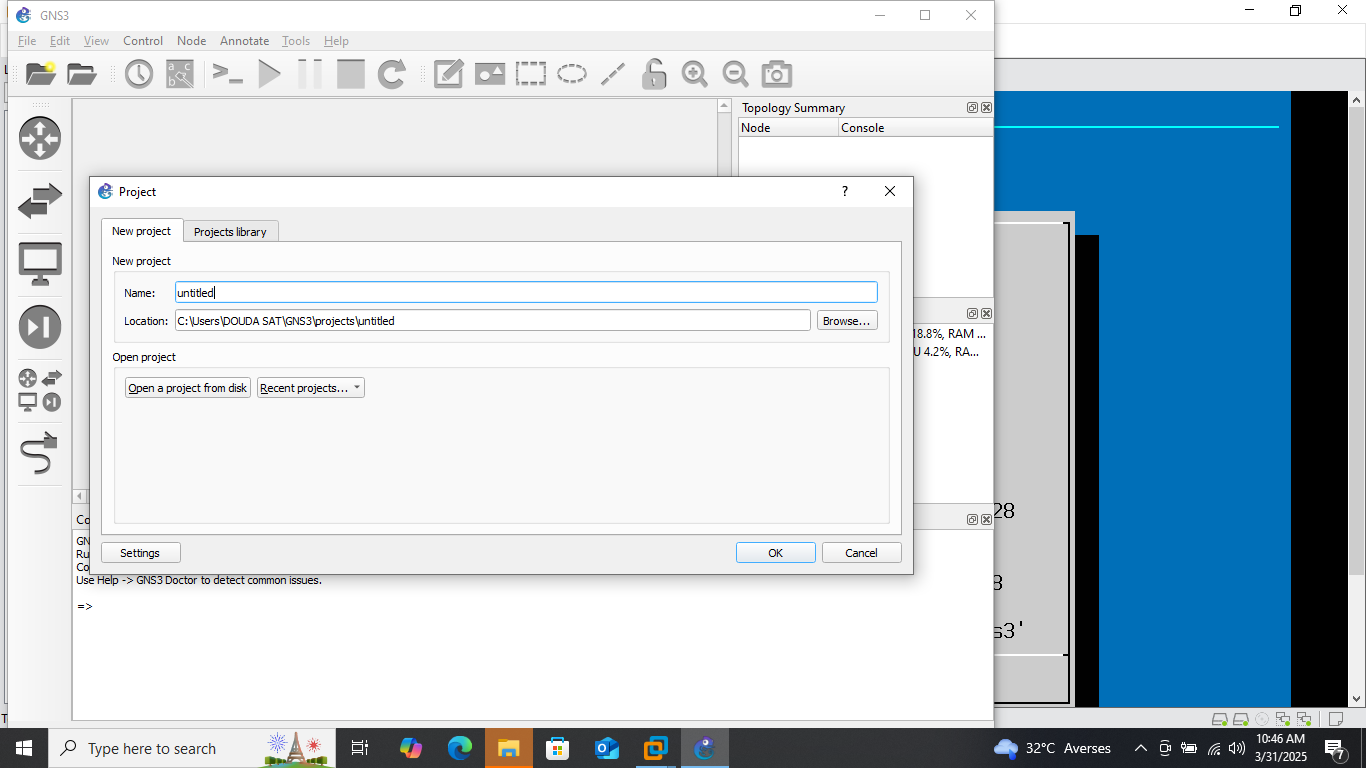 GNS3
File Edit View Control Node Annotate Tools Help
Topology Summary
Node Console
Project
?
New project Projects library
New project
Name: untitled
Location: C:\Users\DOUDA SAT\GNS3\projects\untitled Browse...
18.8%, RAM ...
U 4.2%, RA...
Open project
Open a project from disk Recent projects...
28
Co
GN
Ru
Co
Settings OK Cancel
Use Help -> GNS3 Doctor to detect common issues.
8
=>
s3'
Type here to search
32°C Averses
10:46 AM
3/31/2025
7